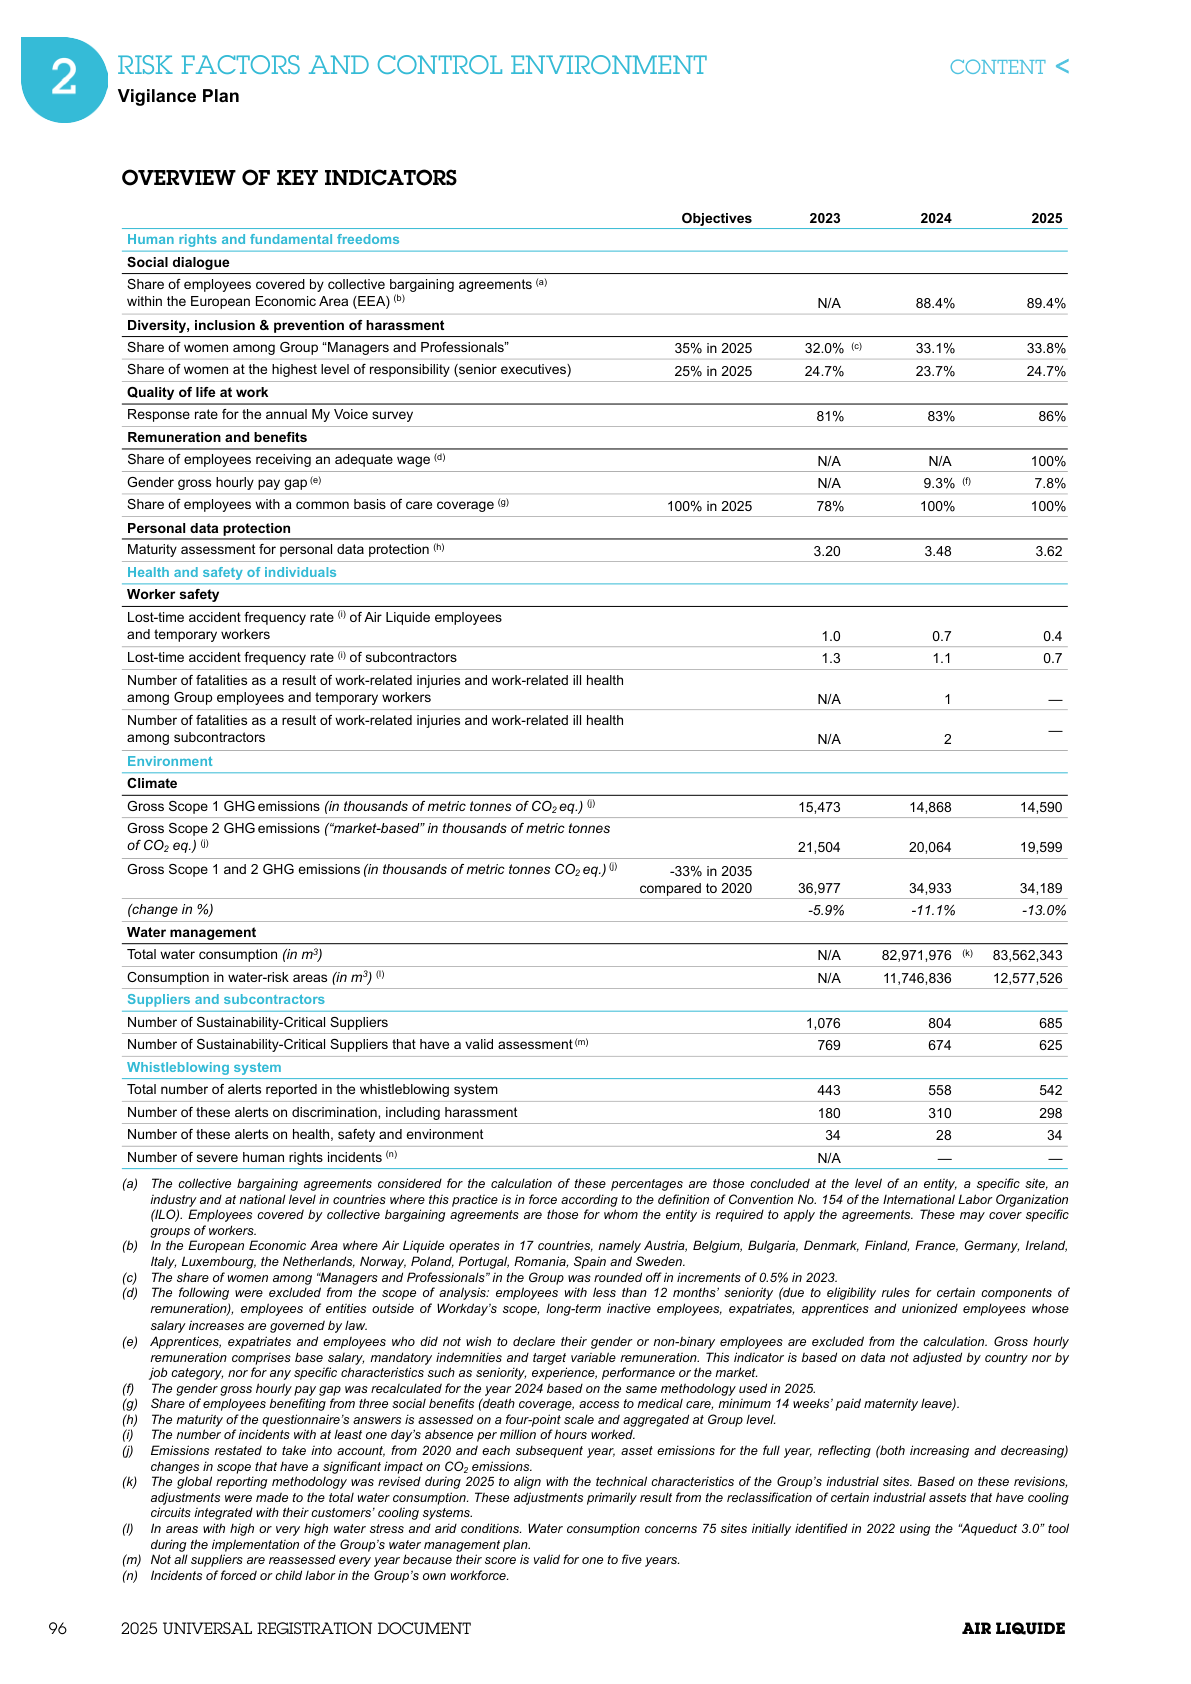 2
RISK FACTORS AND CONTROL ENVIRONMENT
CONTENT <
Vigilance Plan
OVERVIEW OF KEY INDICATORS
Objectives 2023 2024 2025
Human rights and fundamental freedoms
Social dialogue
Share of employees covered by collective bargaining agreements (a)
within the European Economic Area (EEA) (b) N/A 88.4% 89.4%
Diversity, inclusion & prevention of harassment
Share of women among Group “Managers and Professionals” 35% in 2025 32.0% (c) 33.1% 33.8%
Share of women at the highest level of responsibility (senior executives) 25% in 2025 24.7% 23.7% 24.7%
Quality of life at work
Response rate for the annual My Voice survey 81% 83% 86%
Remuneration and benefits
Share of employees receiving an adequate wage (d) N/A N/A 100%
Gender gross hourly pay gap (e) N/A 9.3% (f) 7.8%
Share of employees with a common basis of care coverage (g) 100% in 2025 78% 100% 100%
Personal data protection
Maturity assessment for personal data protection (h) 3.20 3.48 3.62
Health and safety of individuals
Worker safety
Lost-time accident frequency rate (i) of Air Liquide employees
and temporary workers 1.0 0.7 0.4
Lost-time accident frequency rate (i) of subcontractors 1.3 1.1 0.7
Number of fatalities as a result of work-related injuries and work-related ill health
among Group employees and temporary workers N/A 1 —
Number of fatalities as a result of work-related injuries and work-related ill health
among subcontractors N/A 2 —
Environment
Climate
Gross Scope 1 GHG emissions (in thousands of metric tonnes of CO₂ eq.) (j) 15,473 14,868 14,590
Gross Scope 2 GHG emissions (“market-based” in thousands of metric tonnes
of CO₂ eq.) (j) 21,504 20,064 19,599
Gross Scope 1 and 2 GHG emissions (in thousands of metric tonnes CO₂ eq.) (j) -33% in 2035
compared to 2020 36,977 34,933 34,189
(change in %) -5.9% -11.1% -13.0%
Water management
Total water consumption (in m³) N/A 82,971,976 (k) 83,562,343
Consumption in water-risk areas (in m³) (l) N/A 11,746,836 12,577,526
Suppliers and subcontractors
Number of Sustainability-Critical Suppliers 1,076 804 685
Number of Sustainability-Critical Suppliers that have a valid assessment (m) 769 674 625
Whistleblowing system
Total number of alerts reported in the whistleblowing system 443 558 542
Number of these alerts on discrimination, including harassment 180 310 298
Number of these alerts on health, safety and environment 34 28 34
Number of severe human rights incidents (n) N/A — —
(a) The collective bargaining agreements considered for the calculation of these percentages are those concluded at the level of an entity, a specific site, an
industry and at national level in countries where this practice is in force according to the definition of Convention No. 154 of the International Labor Organization
(ILO). Employees covered by collective bargaining agreements are those for whom the entity is required to apply the agreements. These may cover specific
groups of workers.
(b) In the European Economic Area where Air Liquide operates in 17 countries, namely Austria, Belgium, Bulgaria, Denmark, Finland, France, Germany, Ireland,
Italy, Luxembourg, the Netherlands, Norway, Poland, Portugal, Romania, Spain and Sweden.
(c) The share of women among “Managers and Professionals” in the Group was rounded off in increments of 0.5% in 2023.
(d) The following were excluded from the scope of analysis: employees with less than 12 months’ seniority (due to eligibility rules for certain components of
remuneration), employees of entities outside of Workday’s scope, long-term inactive employees, expatriates, apprentices and unionized employees whose
salary increases are governed by law.
(e) Apprentices, expatriates and employees who did not wish to declare their gender or non-binary employees are excluded from the calculation. Gross hourly
remuneration comprises base salary, mandatory indemnities and target variable remuneration. This indicator is based on data not adjusted by country nor by
job category, nor for any specific characteristics such as seniority, experience, performance or the market.
(f) The gender gross hourly pay gap was recalculated for the year 2024 based on the same methodology used in 2025.
(g) Share of employees benefiting from three social benefits (death coverage, access to medical care, minimum 14 weeks’ paid maternity leave).
(h) The maturity of the questionnaire’s answers is assessed on a four-point scale and aggregated at Group level.
(i) The number of incidents with at least one day’s absence per million of hours worked.
(j) Emissions restated to take into account, from 2020 and each subsequent year, asset emissions for the full year, reflecting (both increasing and decreasing)
changes in scope that have a significant impact on CO₂ emissions.
(k) The global reporting methodology was revised during 2025 to align with the technical characteristics of the Group’s industrial sites. Based on these revisions,
adjustments were made to the total water consumption. These adjustments primarily result from the reclassification of certain industrial assets that have cooling
circuits integrated with their customers’ cooling systems.
(l) In areas with high or very high water stress and arid conditions. Water consumption concerns 75 sites initially identified in 2022 using the “Aqueduct 3.0” tool
during the implementation of the Group’s water management plan.
(m) Not all suppliers are reassessed every year because their score is valid for one to five years.
(n) Incidents of forced or child labor in the Group’s own workforce.
96 2025 UNIVERSAL REGISTRATION DOCUMENT AIR LIQUIDE